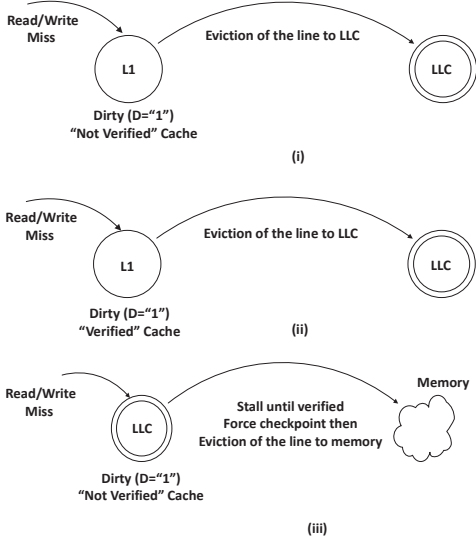 Read/Write
Miss
Eviction of the line to LLC
L1
LLC
Dirty (D=“1”)
“Not Verified” Cache
(i)
Read/Write
Miss
Eviction of the line to LLC
L1
LLC
Dirty (D=“1”)
“Verified” Cache
(ii)
Read/Write
Miss
LLC
Stall until verified
Force checkpoint then
Eviction of the line to memory
Memory
Dirty (D=“1”)
“Not Verified” Cache
(iii)